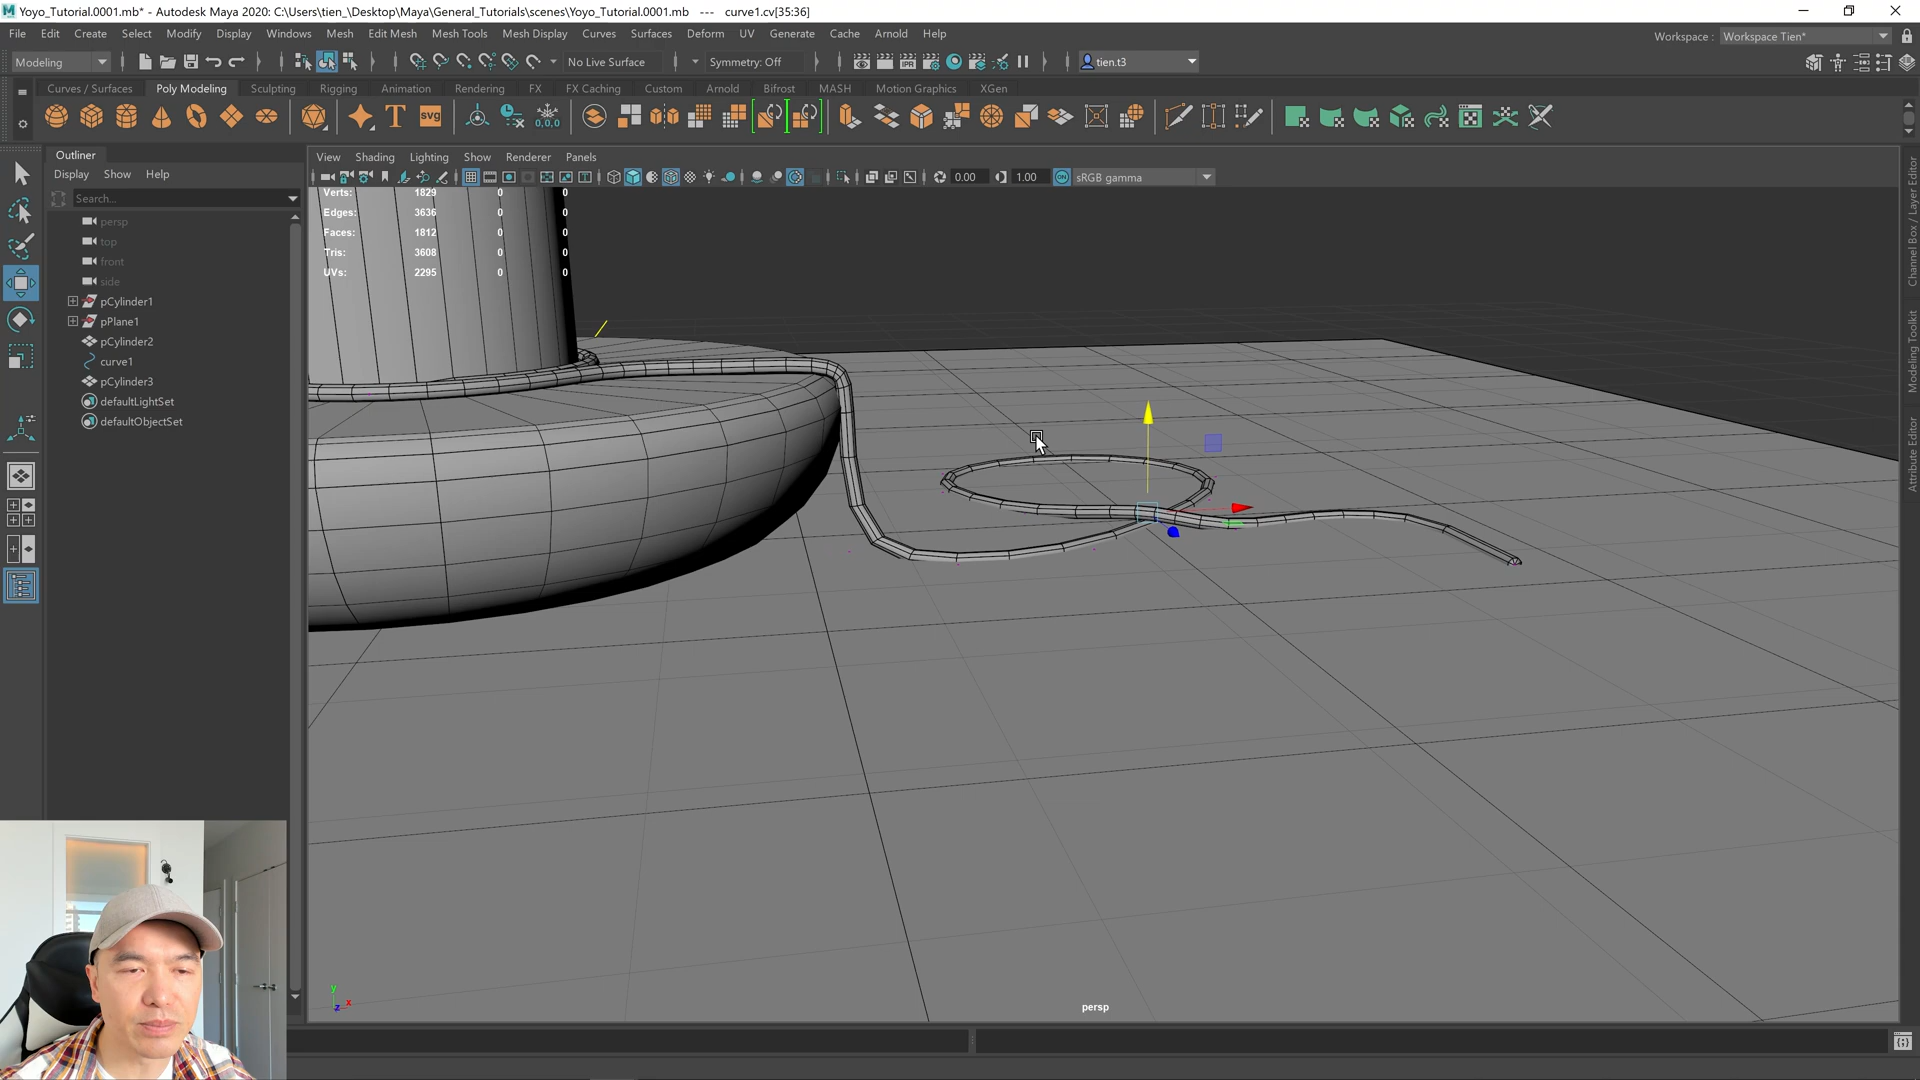 Yoyo_Tutorial.0001.mb* - Autodesk Maya 2020: C:\Users\tien_\Desktop\Maya\General_Tutorials\scenes\Yoyo_Tutorial.0001.mb --- curve1.cv[35:36]
File Edit Create Select Modify Display Windows Mesh Edit Mesh Mesh Tools Mesh Display Curves Surfaces Deform UV Generate Cache Arnold Help
Workspace : Workspace Tien*
Modeling No Live Surface Symmetry: Off tien.t3
Curves / Surfaces Poly Modeling Sculpting Rigging Animation Rendering FX FX Caching Custom Arnold Bifrost MASH Motion Graphics XGen
T svg 0,0,0 IPR
Outliner
Display Show Help
Search...
persp
top
front
side
pCylinder1
pPlane1
pCylinder2
curve1
pCylinder3
defaultLightSet
defaultObjectSet
View Shading Lighting Show Renderer Panels
0.00 1.00 ON sRGB gamma
Verts: 1829 0 0
Edges: 3636 0 0
Faces: 1812 0 0
Tris: 3608 0 0
UVs: 2295 0 0
y
z x
persp
Channel Box / Layer Editor
Modeling Toolkit
Attribute Editor